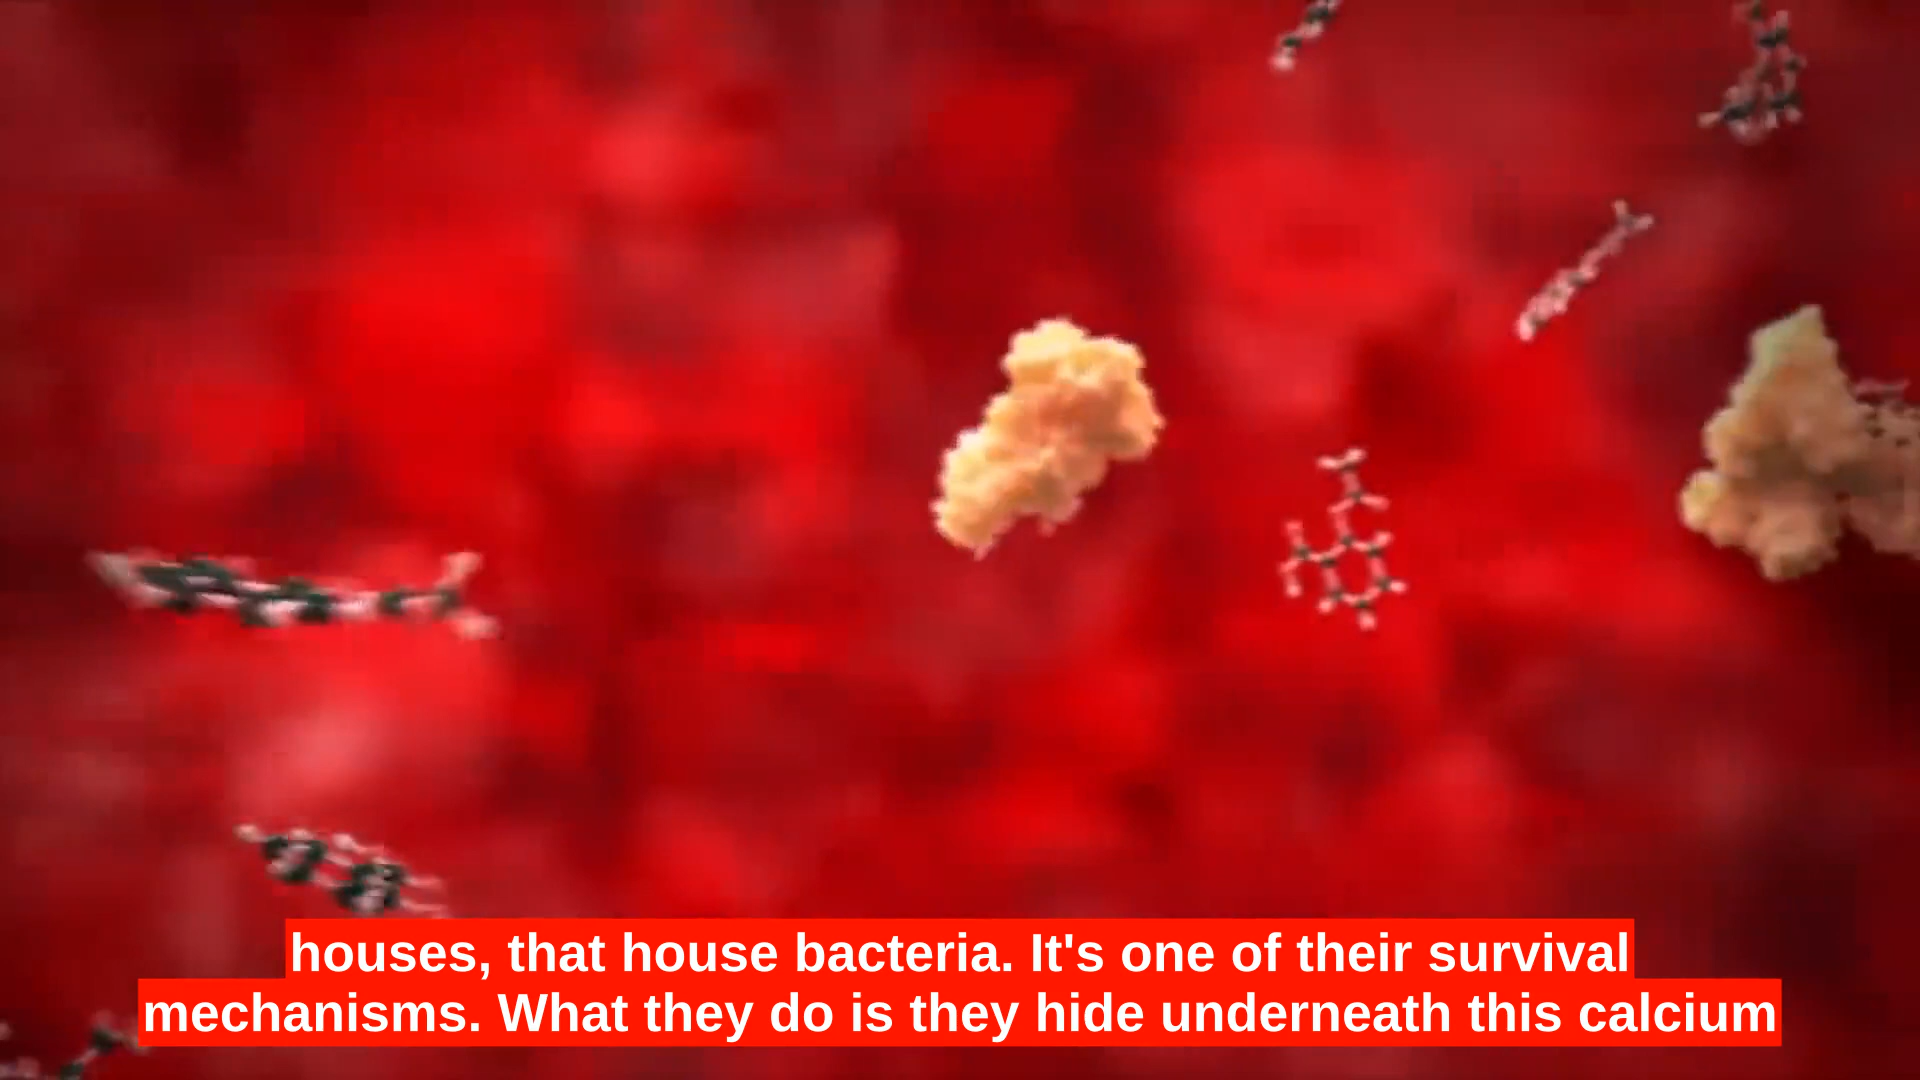 houses, that house bacteria. It's one of their survival
mechanisms. What they do is they hide underneath this calcium